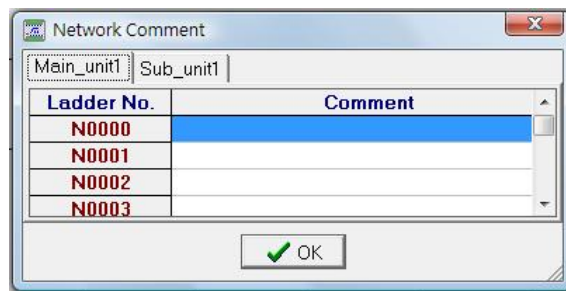 Network Comment
Main_unit1 Sub_unit1
Ladder No. Comment
N0000
N0001
N0002
N0003
OK